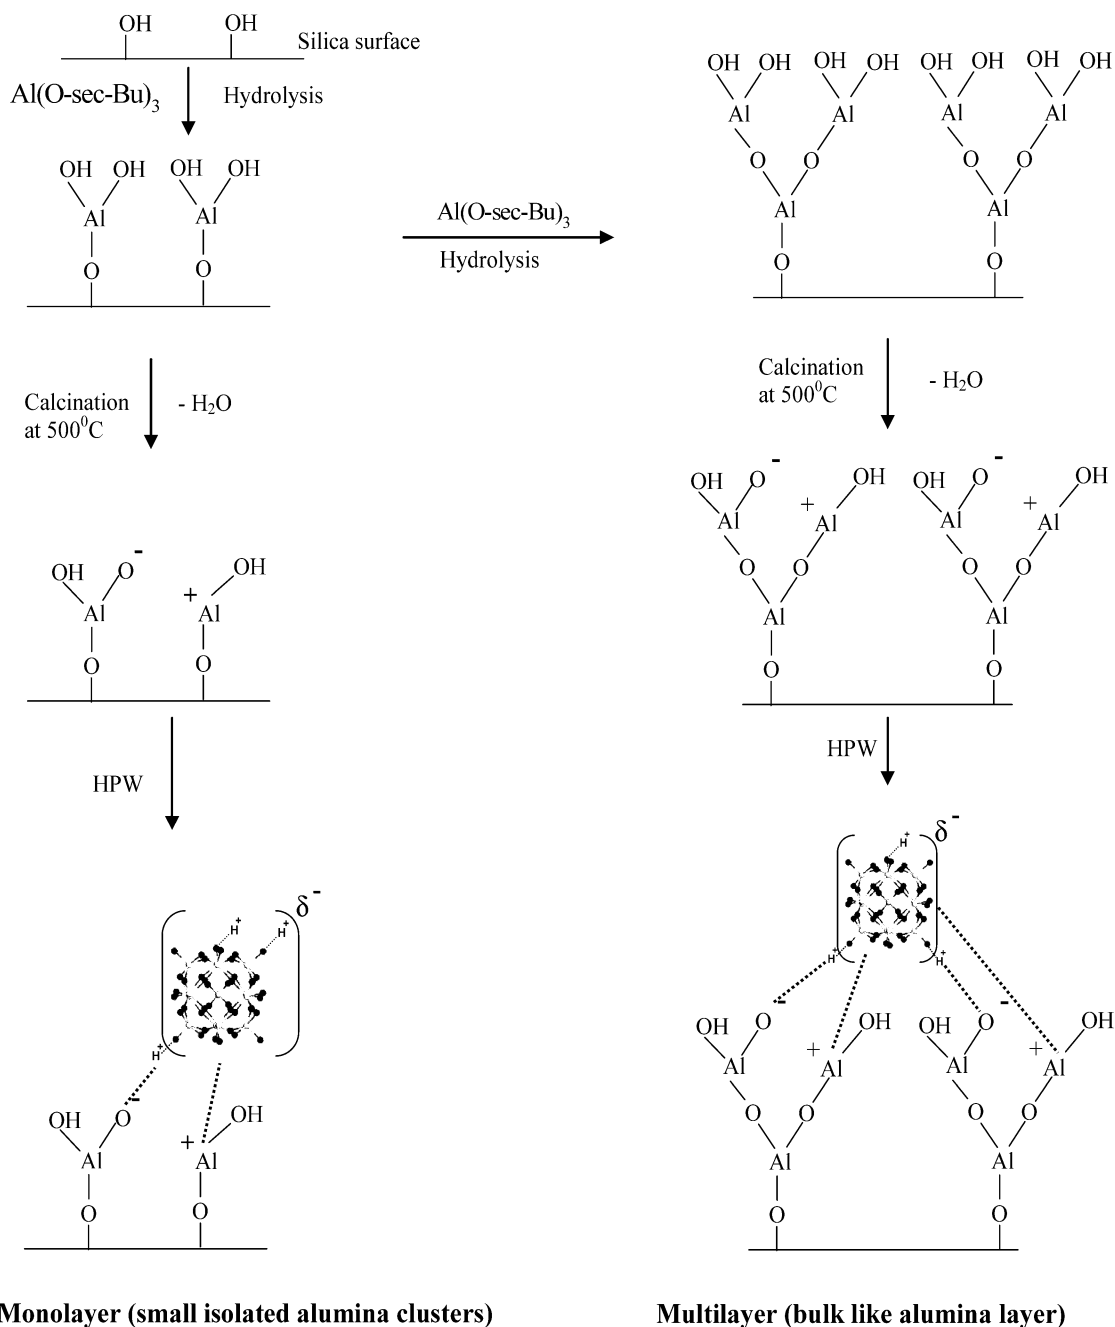 OH OH
Silica surface
Al(O-sec-Bu)3 Hydrolysis
OH OH OH OH
Al Al
O O
Al(O-sec-Bu)3
Hydrolysis
OH OH OH OH OH OH OH OH
Al Al Al Al
O O O O
Al Al
O O
Calcination
at 500⁰C
- H2O
Calcination
at 500⁰C
- H2O
OH O - + OH
Al Al
O O
OH O - + OH OH O - + OH
Al Al Al Al
O O O O
Al Al
O O
HPW
HPW
δ -
H+ H+
H+
OH O - + OH
Al Al
O O
δ -
H+
H+ H+
OH O - + OH OH O - + OH
Al Al Al Al
O O O O
Al Al
O O
Monolayer (small isolated alumina clusters)
Multilayer (bulk like alumina layer)